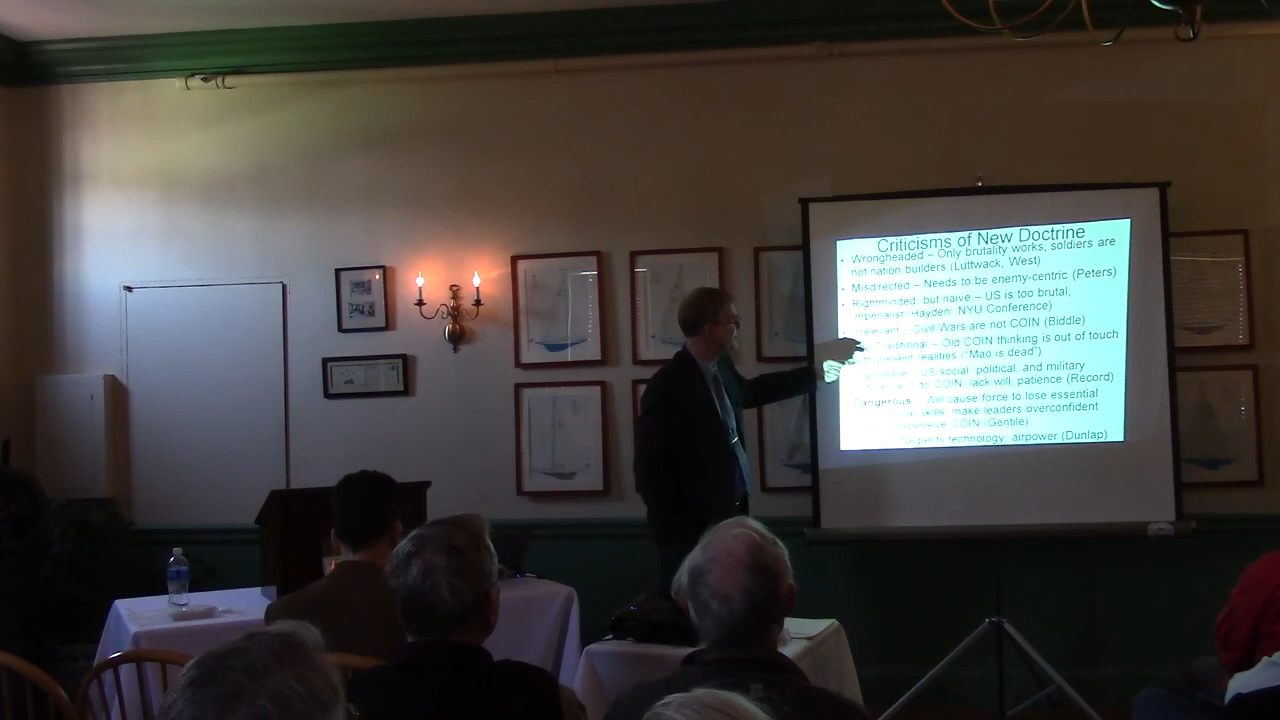 Criticisms of New Doctrine
• Wrongheaded – Only brutality works, soldiers are
not nation builders (Luttwack, West)
• Misdirected – Needs to be enemy-centric (Peters)
• Rightminded, but naive – US is too brutal,
imperialist (Hayden, NYU Conference)
– Civil Wars are not COIN (Biddle)
Traditional – Old COIN thinking is out of touch
present realities ("Mao is dead")
– US social, political, and military
to COIN, lack will, patience (Record)
Dangerous – Will cause force to lose essential
skills, make leaders overconfident
COIN (Gentile)
Neglects technology, airpower (Dunlap)